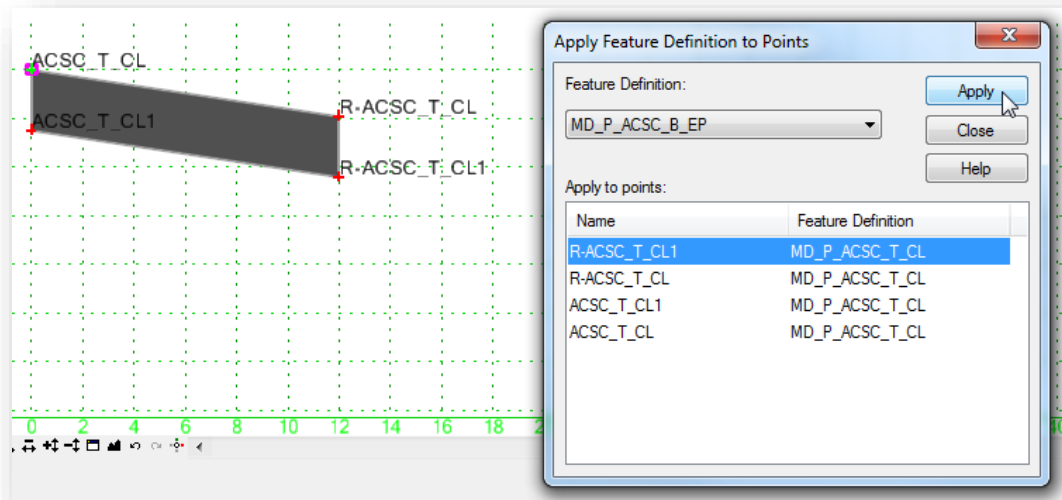 ACSC_T_CL
R-ACSC_T_CL
ACSC_T_CL1
R-ACSC_T_CL1
0 2 4 6 8 10 12 14 16 18 2
Apply Feature Definition to Points
Feature Definition:
Apply
MD_P_ACSC_B_EP
Close
Help
Apply to points:
Name Feature Definition
R-ACSC_T_CL1 MD_P_ACSC_T_CL
R-ACSC_T_CL MD_P_ACSC_T_CL
ACSC_T_CL1 MD_P_ACSC_T_CL
ACSC_T_CL MD_P_ACSC_T_CL